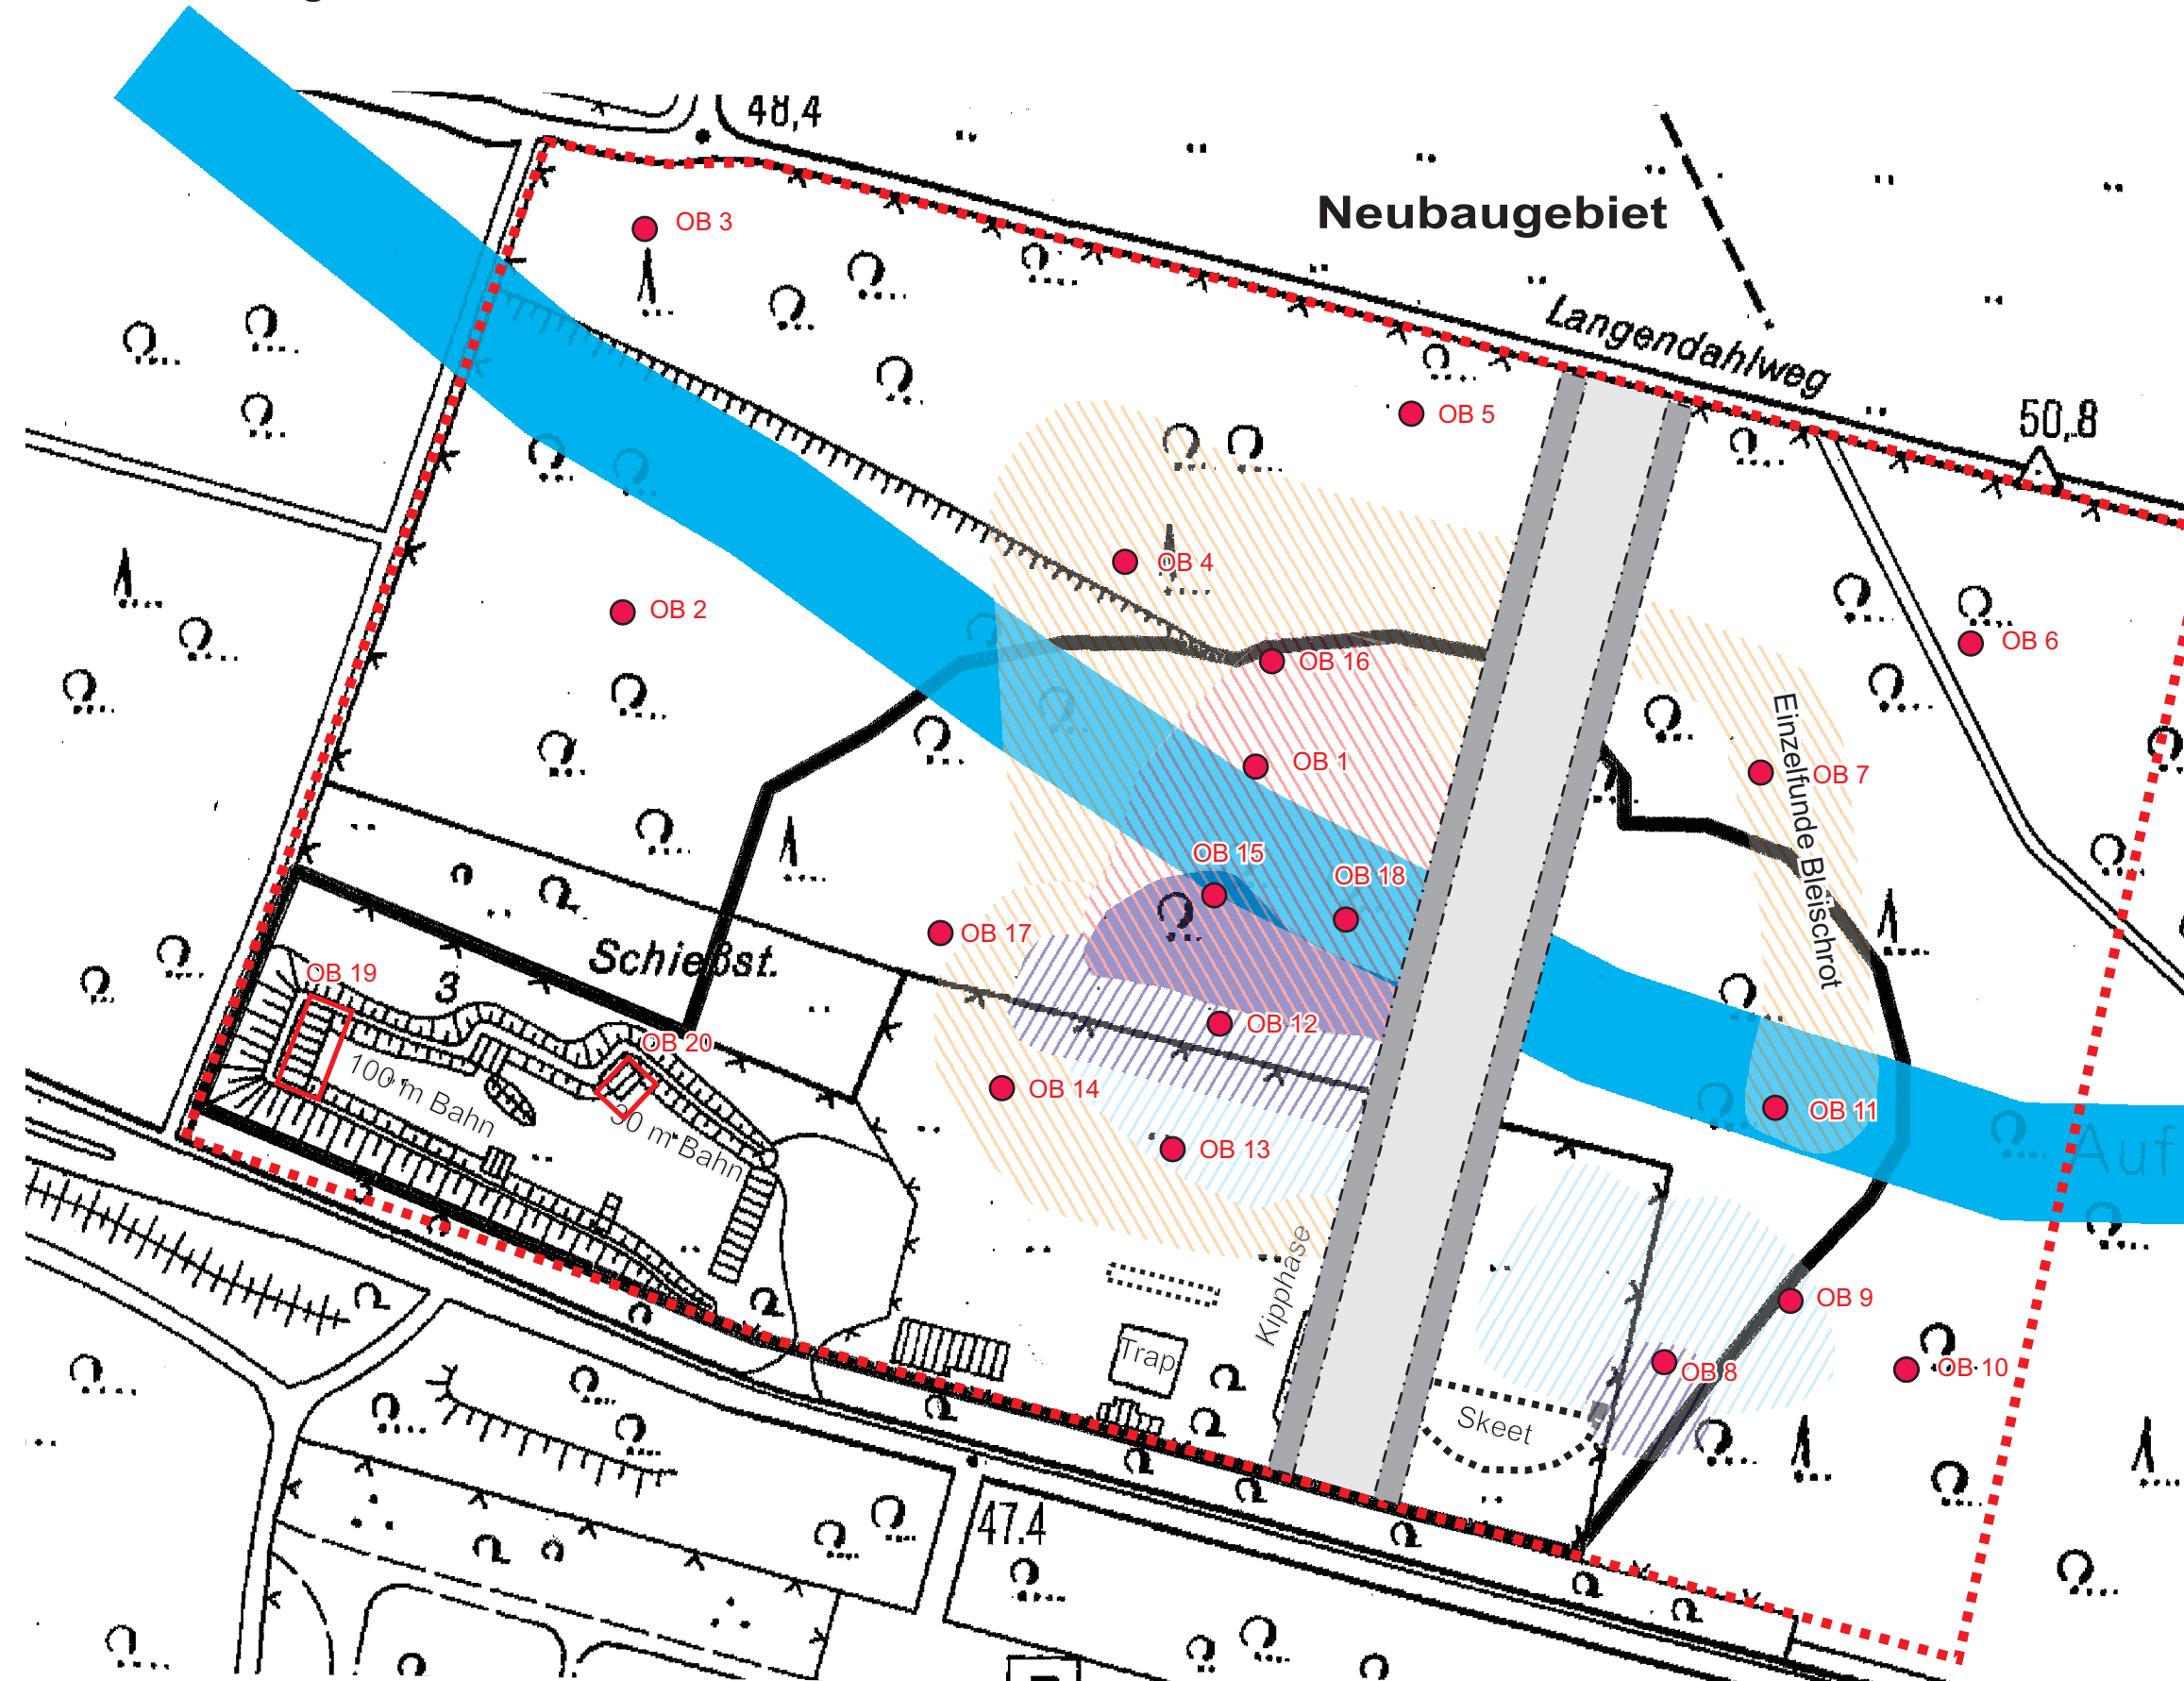 48,4
Neubaugebiet
OB 3
Langendahlweg
OB 5
50,8
OB 4
OB 2
OB 6
OB 16
OB 1
Einzelfunde Bleischrot
OB 7
OB 15
OB 18
OB 17
Schießst.
OB 19
3
OB 12
OB 20
100 m Bahn
OB 14
OB 11
50 m Bahn
OB 13
Auf
Kipphase
OB 9
Trap
OB 8
OB 10
Skeet
47.4